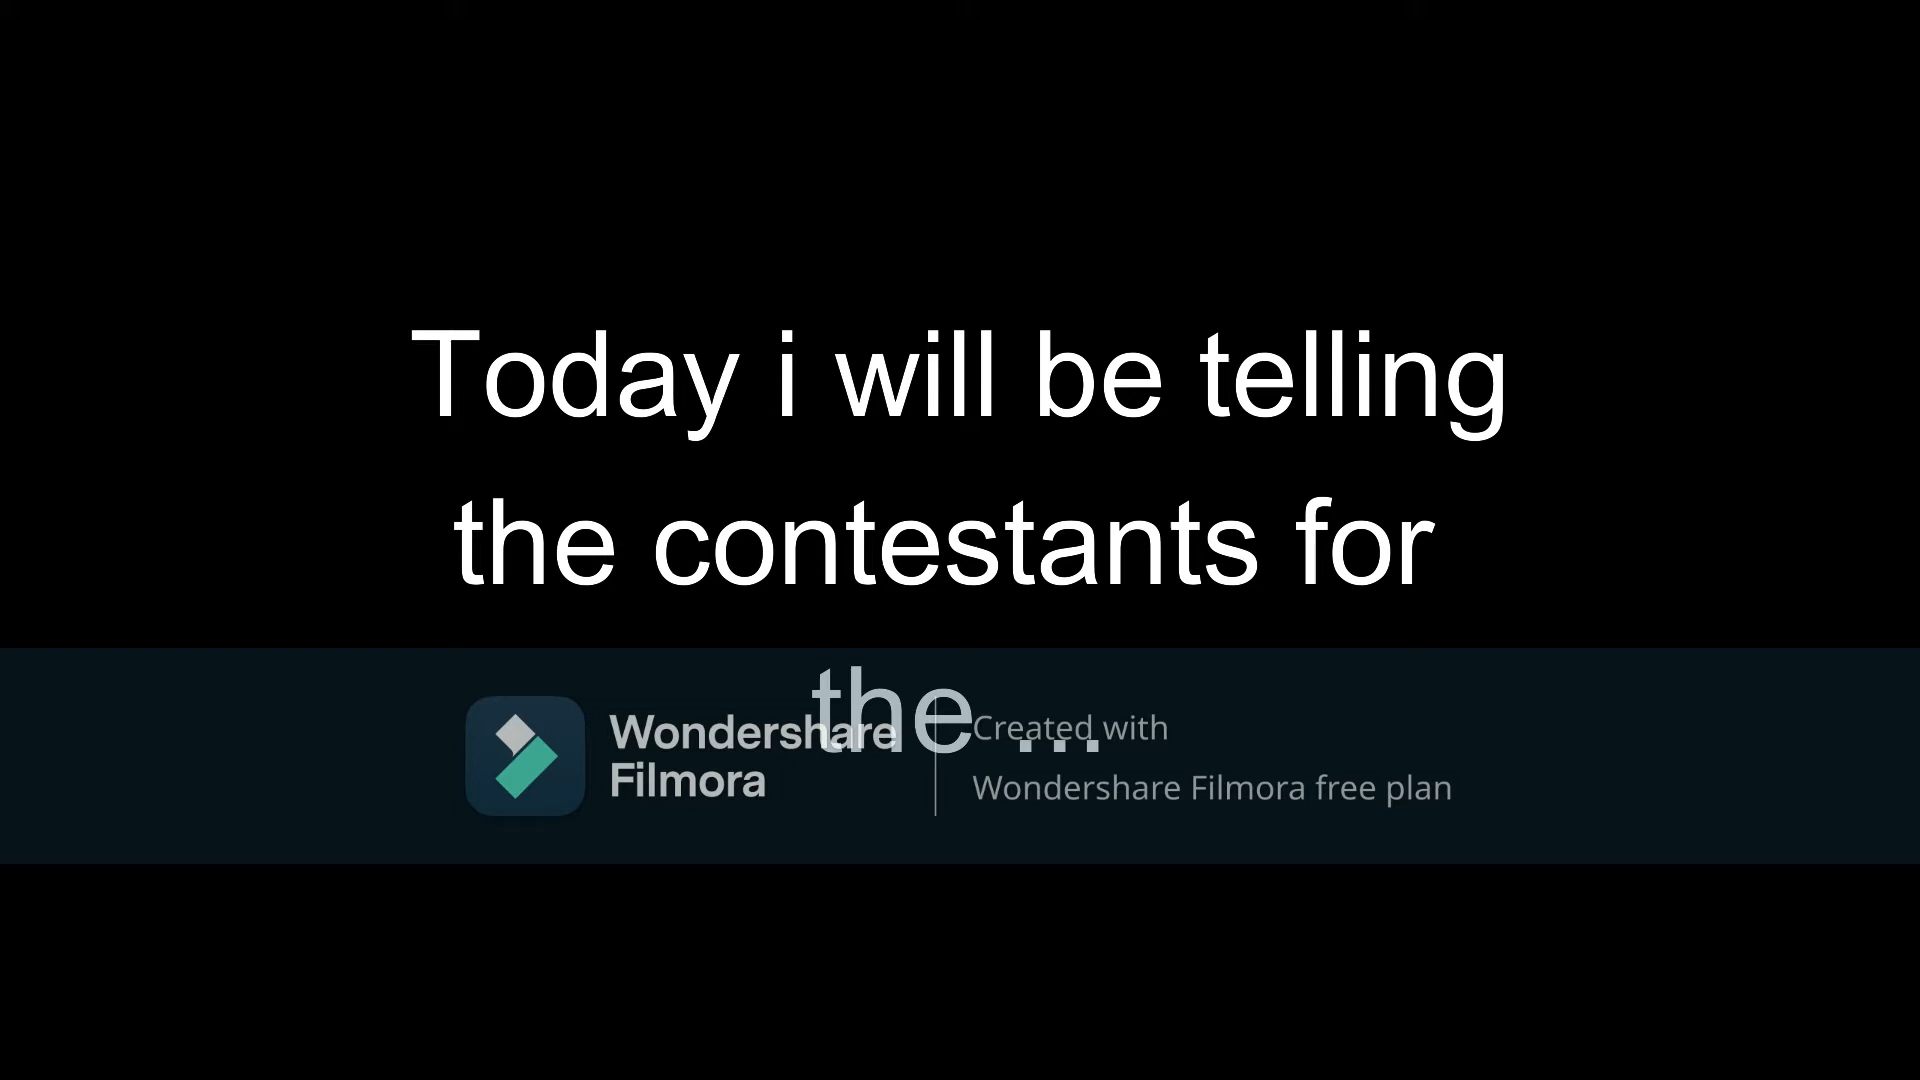 Today i will be telling
the contestants for
the ...
Wondershare
Filmora
Created with
Wondershare Filmora free plan